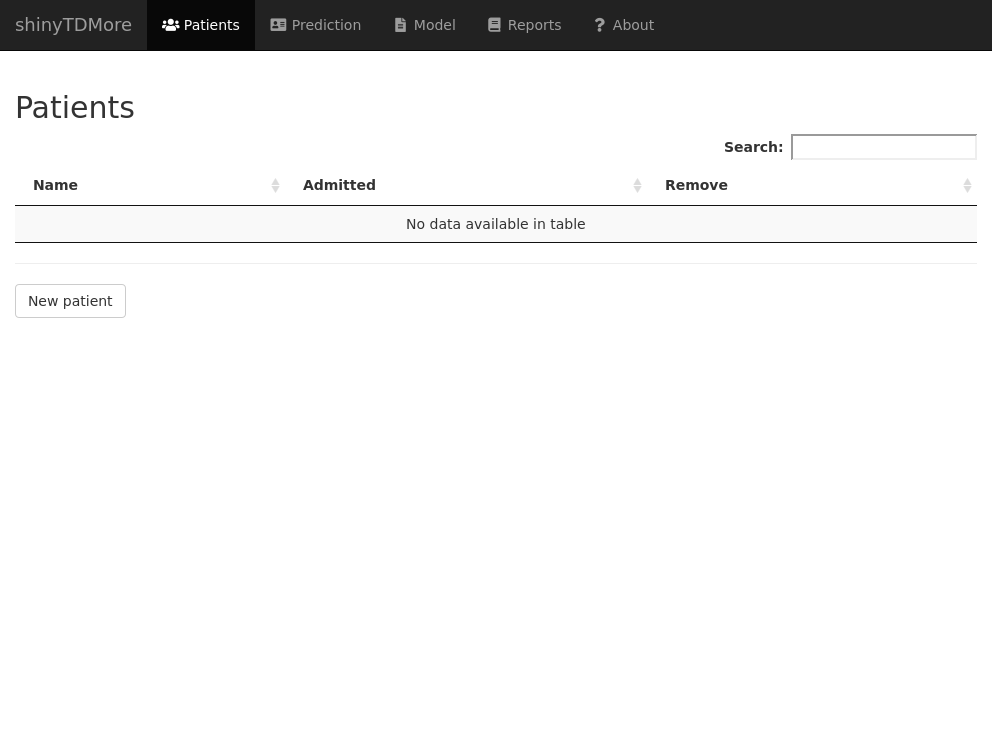 shinyTDMore Patients Prediction Model Reports About
Patients
Search:
Name Admitted Remove
No data available in table
New patient